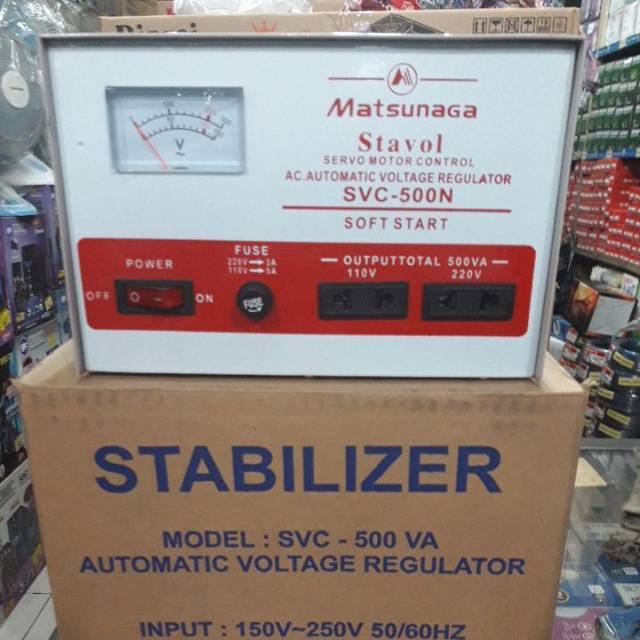 Matsunaga
Stavol
SERVO MOTOR CONTROL
AC.AUTOMATIC VOLTAGE REGULATOR
SVC-500N
SOFT START
V
POWER
OFF
ON
FUSE
220V→3A
110V→5A
FUSE
OUTPUTTOTAL 500VA
110V
220V
STABILIZER
MODEL : SVC - 500 VA
AUTOMATIC VOLTAGE REGULATOR
INPUT : 150V~250V 50/60HZ